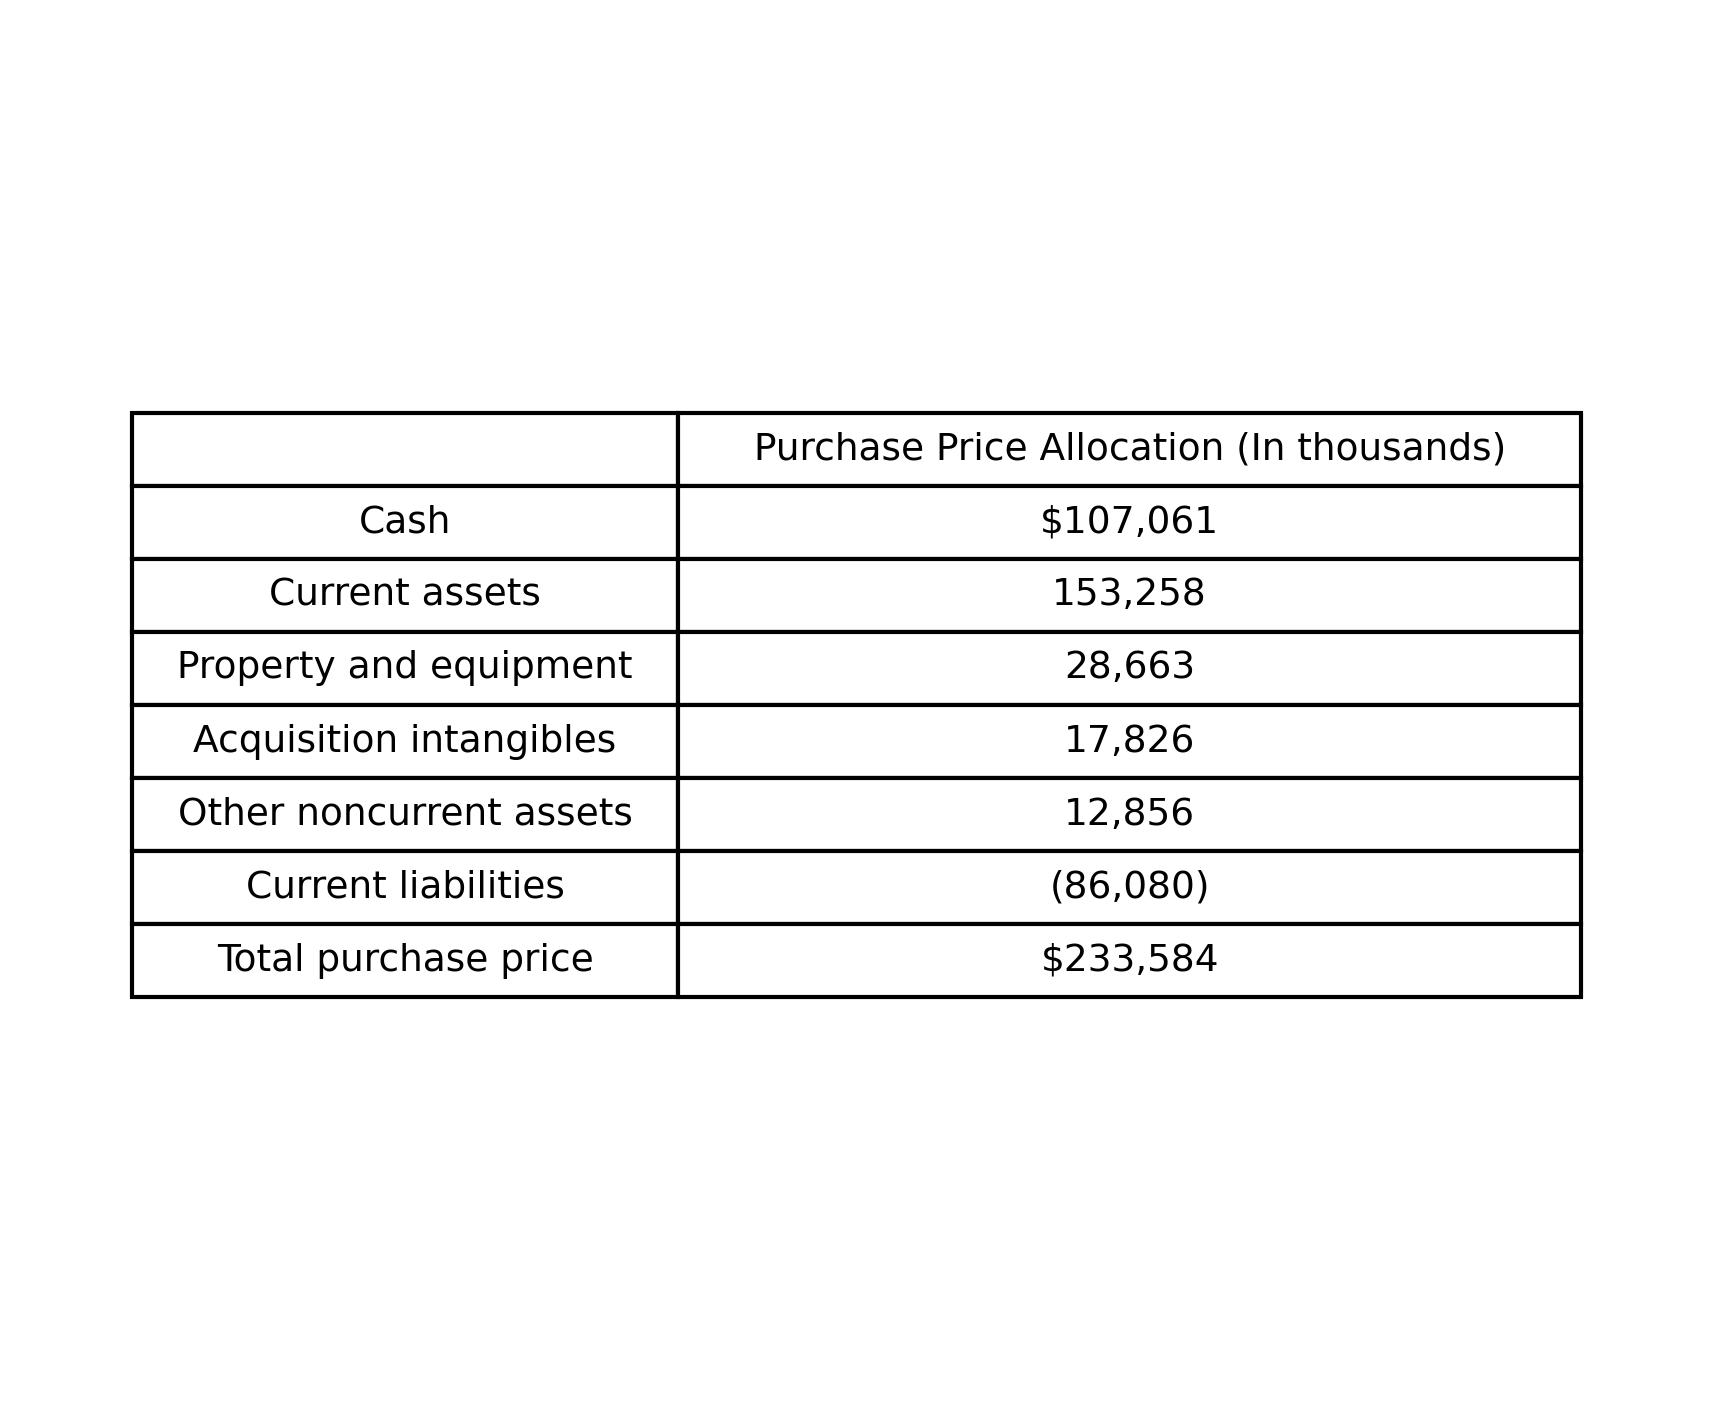 Purchase Price Allocation (In thousands)
Cash $107,061
Current assets 153,258
Property and equipment 28,663
Acquisition intangibles 17,826
Other noncurrent assets 12,856
Current liabilities (86,080)
Total purchase price $233,584